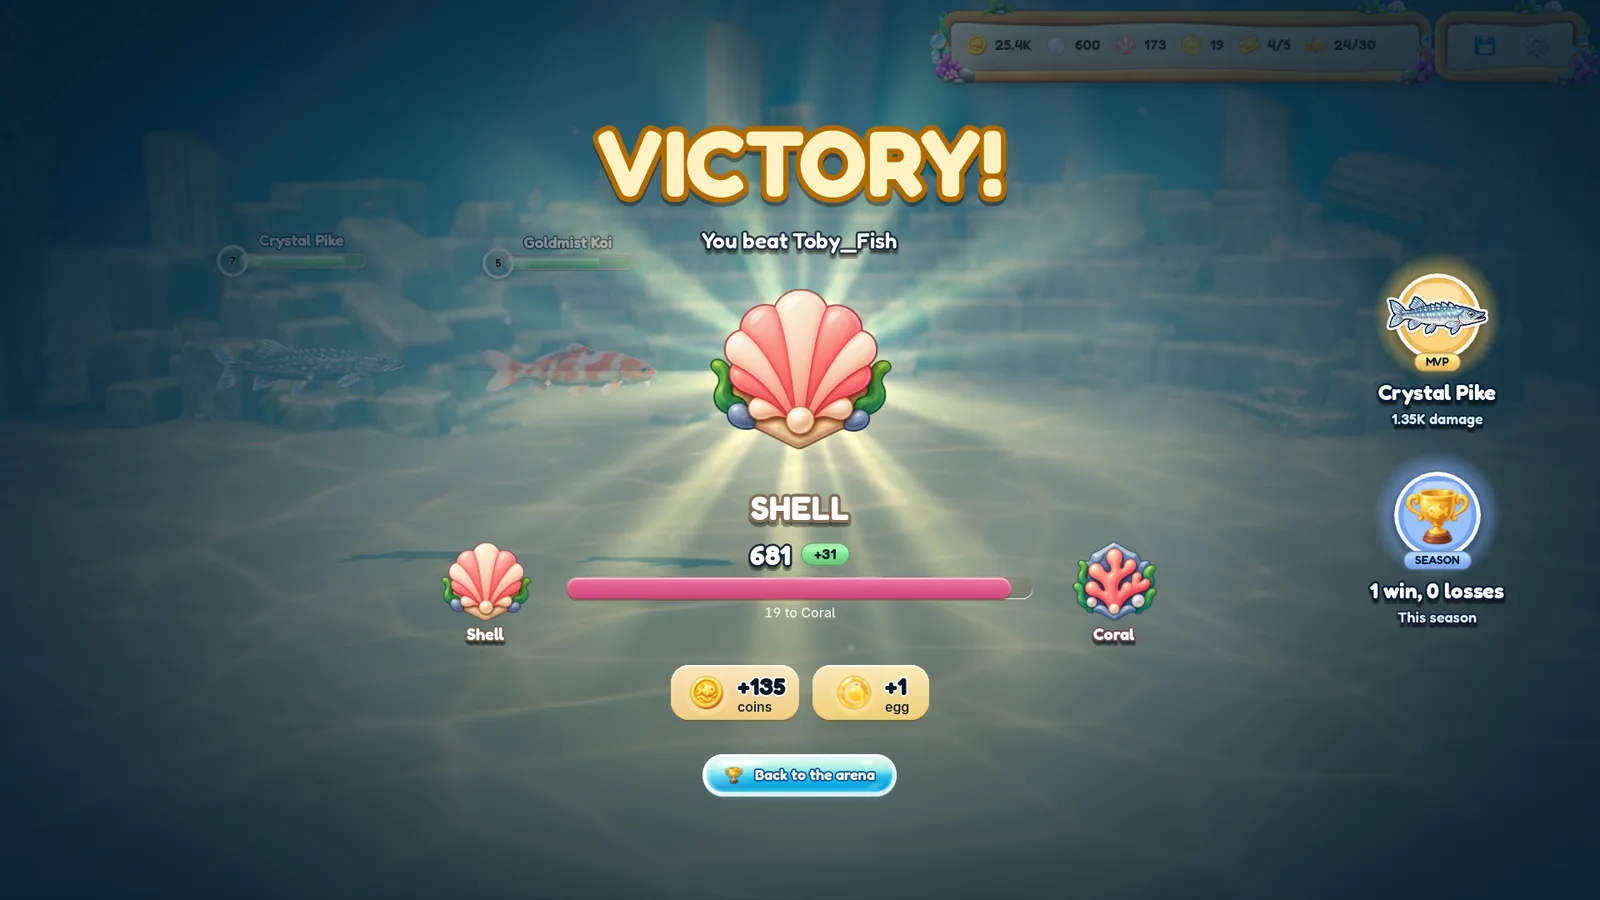 25.4K 600 173 19 4/5 24/30
VICTORY!
You beat Toby_Fish
Crystal Pike
7
Goldmist Koi
5
MVP
Crystal Pike
1.35K damage
SHELL
681 +31
19 to Coral
Shell
Coral
SEASON
1 win, 0 losses
This season
+135
coins
+1
egg
Back to the arena